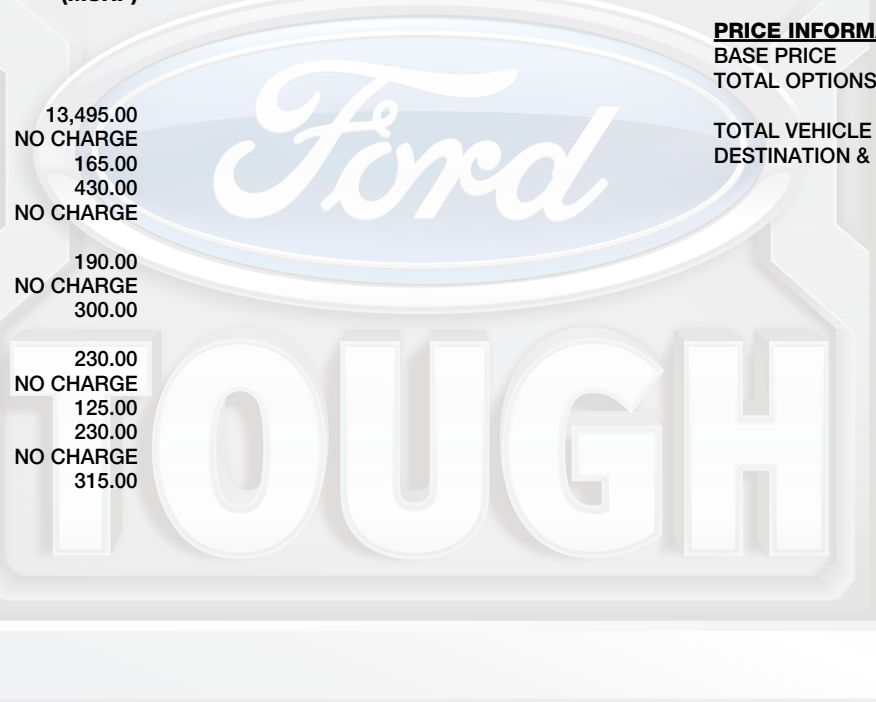 (MSRP)
13,495.00
NO CHARGE
165.00
430.00
NO CHARGE
190.00
NO CHARGE
300.00
230.00
NO CHARGE
125.00
230.00
NO CHARGE
315.00
PRICE INFORMA
BASE PRICE
TOTAL OPTIONS
TOTAL VEHICLE
DESTINATION &
Ford
TOUGH